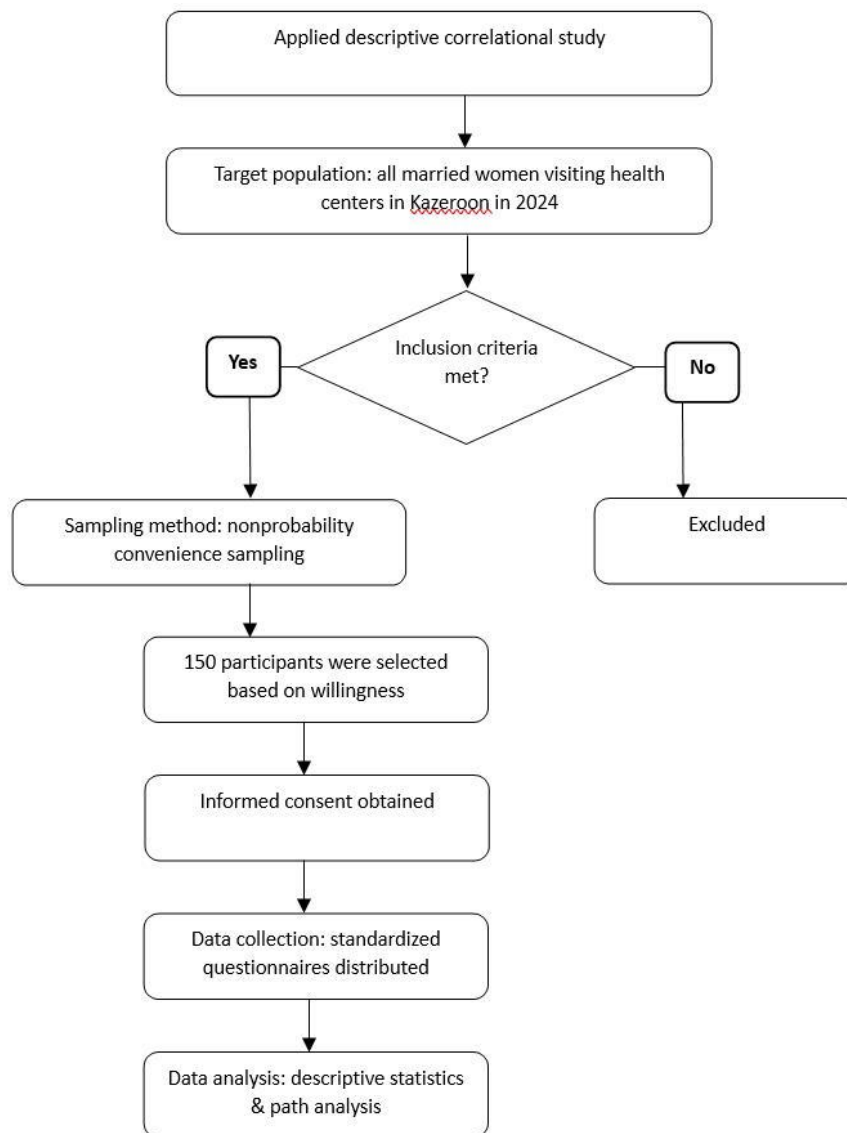 Applied descriptive correlational study
Target population: all married women visiting health
centers in Kazeroon in 2024
Inclusion criteria
met?
Yes
No
Sampling method: nonprobability
convenience sampling
Excluded
150 participants were selected
based on willingness
Informed consent obtained
Data collection: standardized
questionnaires distributed
Data analysis: descriptive statistics
& path analysis